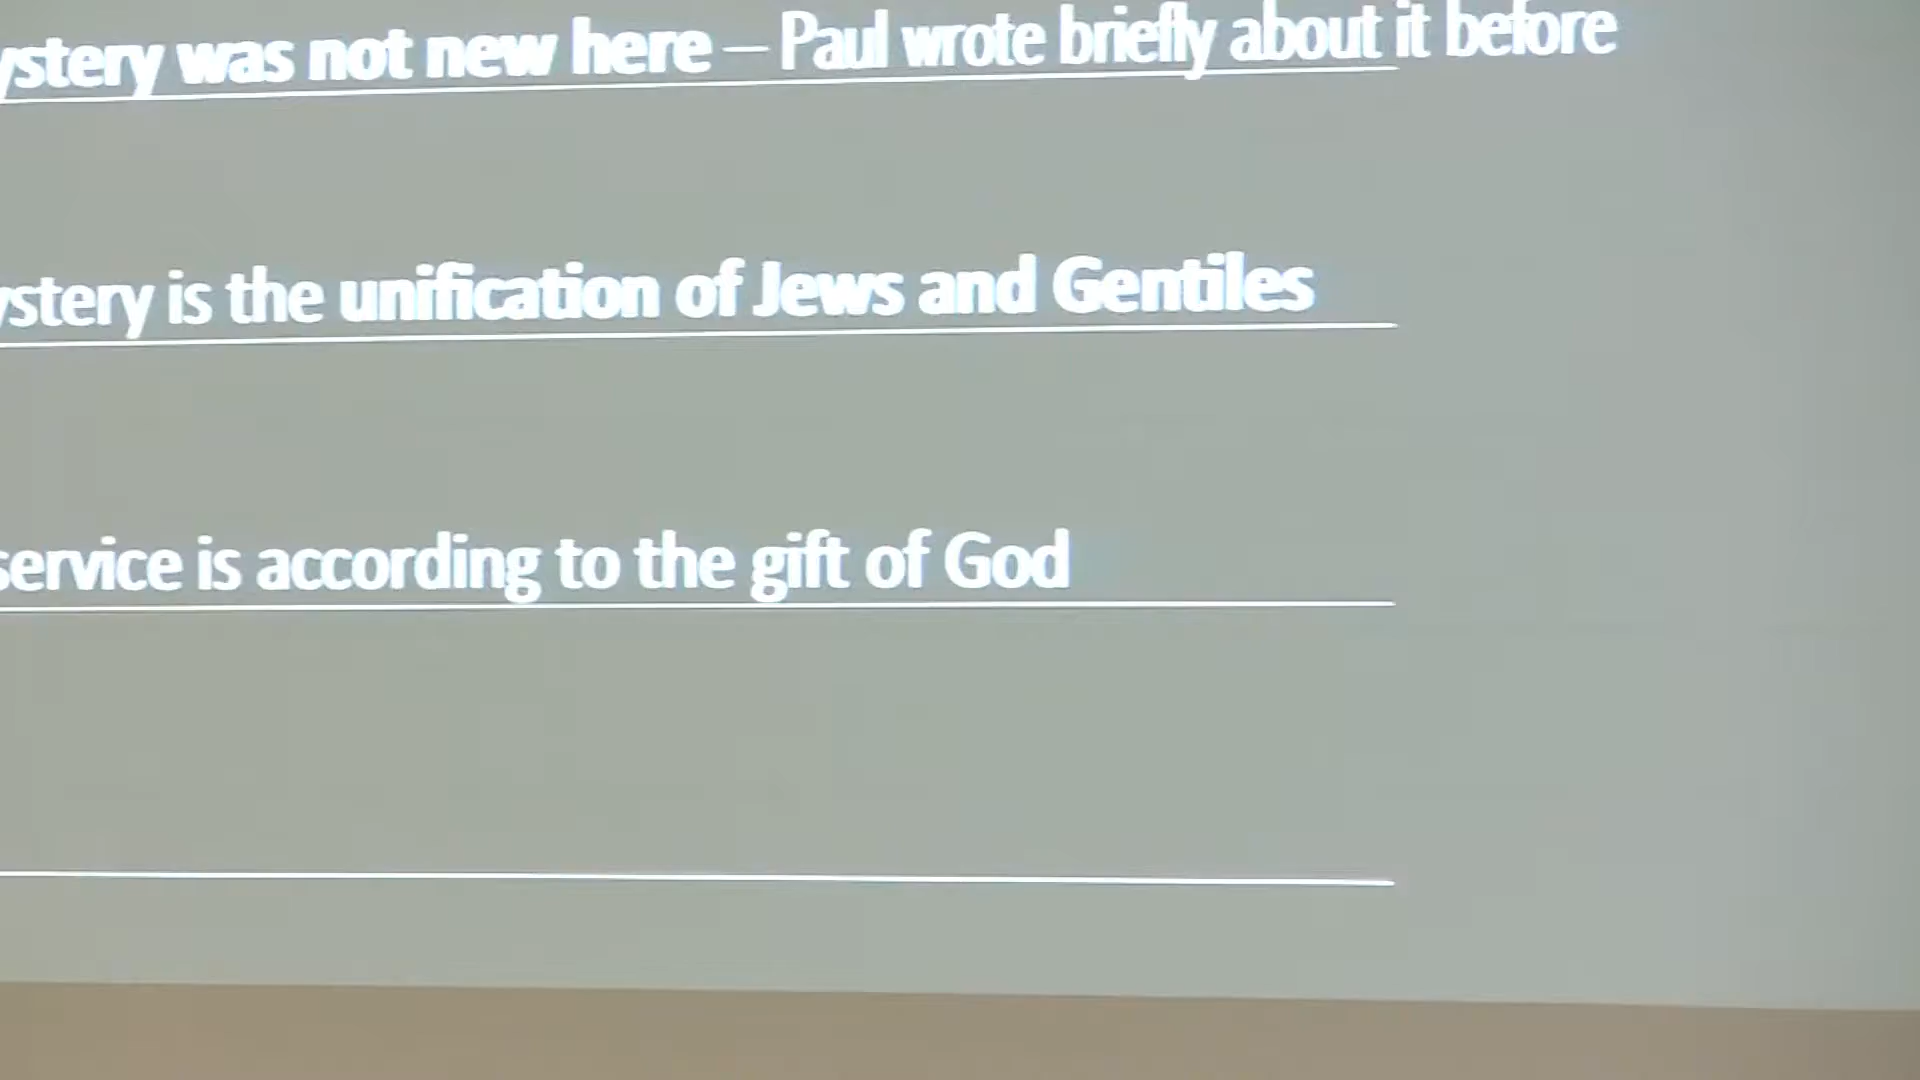 ystery was not new here – Paul wrote briefly about it before
ystery is the unification of Jews and Gentiles
service is according to the gift of God